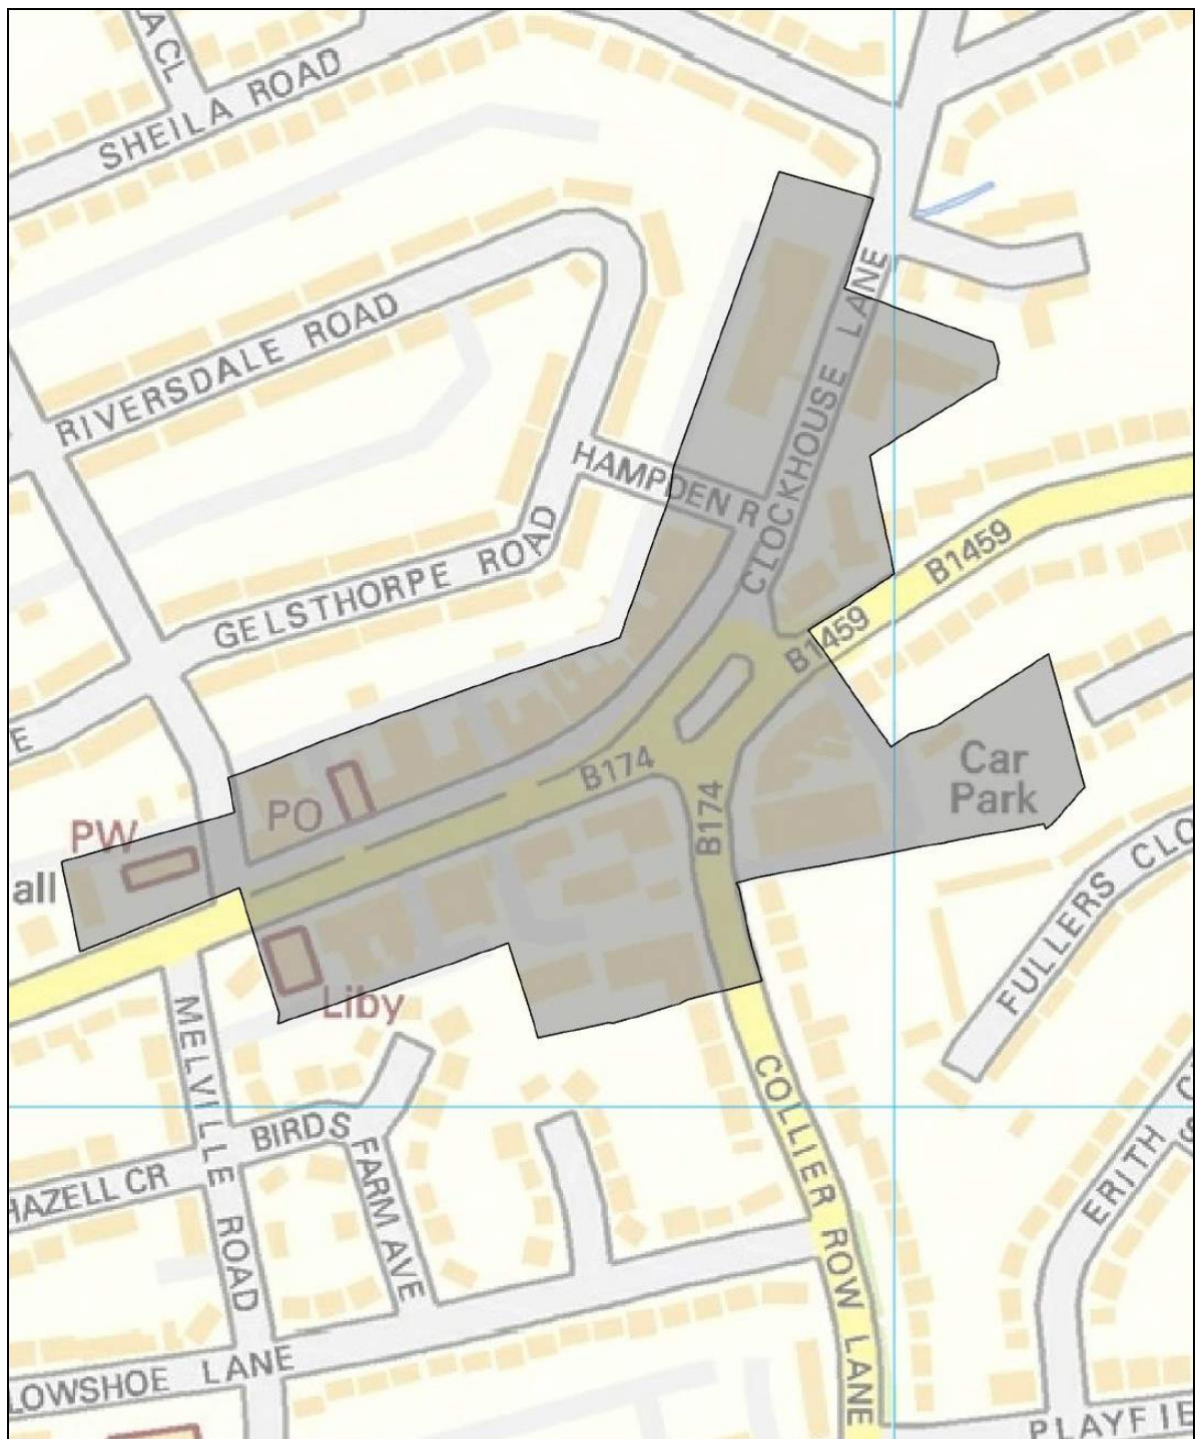 ACL
SHEILA ROAD
CLOCKHOUSE LANE
RIVERSDALE ROAD
HAMPDEN R
GELSTHORPE ROAD
B1459
B1459
E
B174
Car
Park
PO
B174
PW
all
CLO
FULLERS
Liby
MELVILLE ROAD
COLLIER ROW LANE
BIRDS
FARM AVE
HAZELL CR
ERITH
LOWSHOE LANE
PLAYFIE